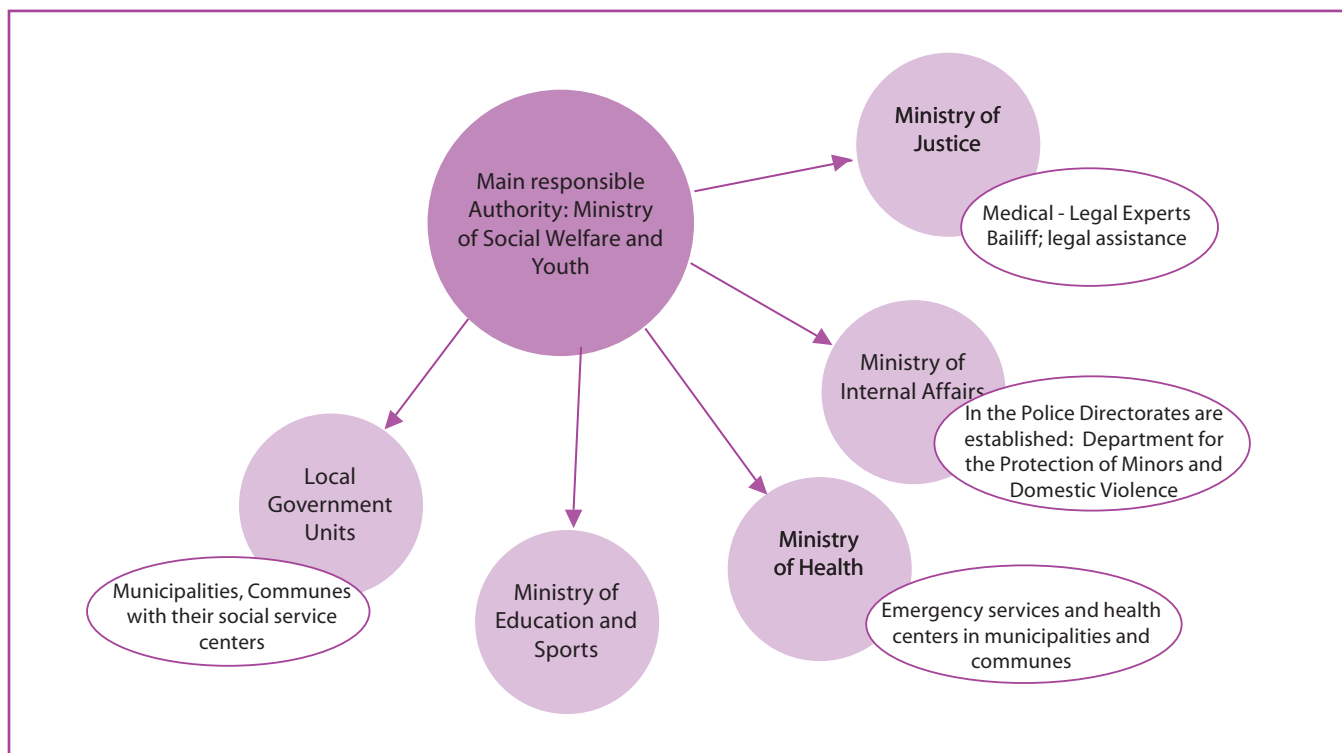 Main responsible
Authority: Ministry
of Social Welfare and
Youth
Ministry of
Justice
Medical - Legal Experts
Bailiff; legal assistance
Ministry of
Internal Affairs
In the Police Directorates are
established: Department for
the Protection of Minors and
Domestic Violence
Ministry
of Health
Emergency services and health
centers in municipalities and
communes
Ministry of
Education and
Sports
Local
Government
Units
Municipalities, Communes
with their social service
centers